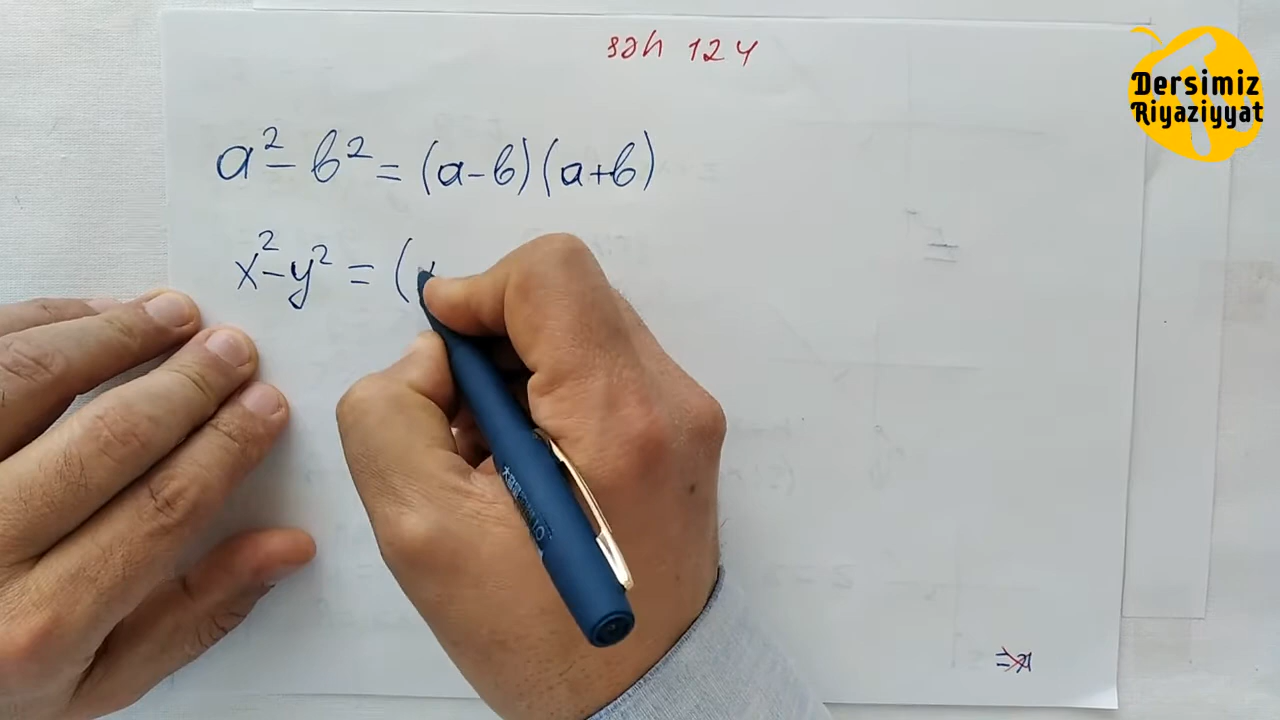 səh 124
Dersimiz
Riyaziyyat
a² - b² = (a - b)(a + b)
x² - y² = (